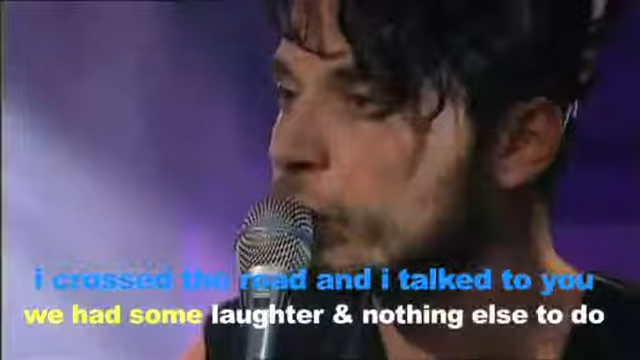 i crossed the road and i talked to you
we had some laughter & nothing else to do